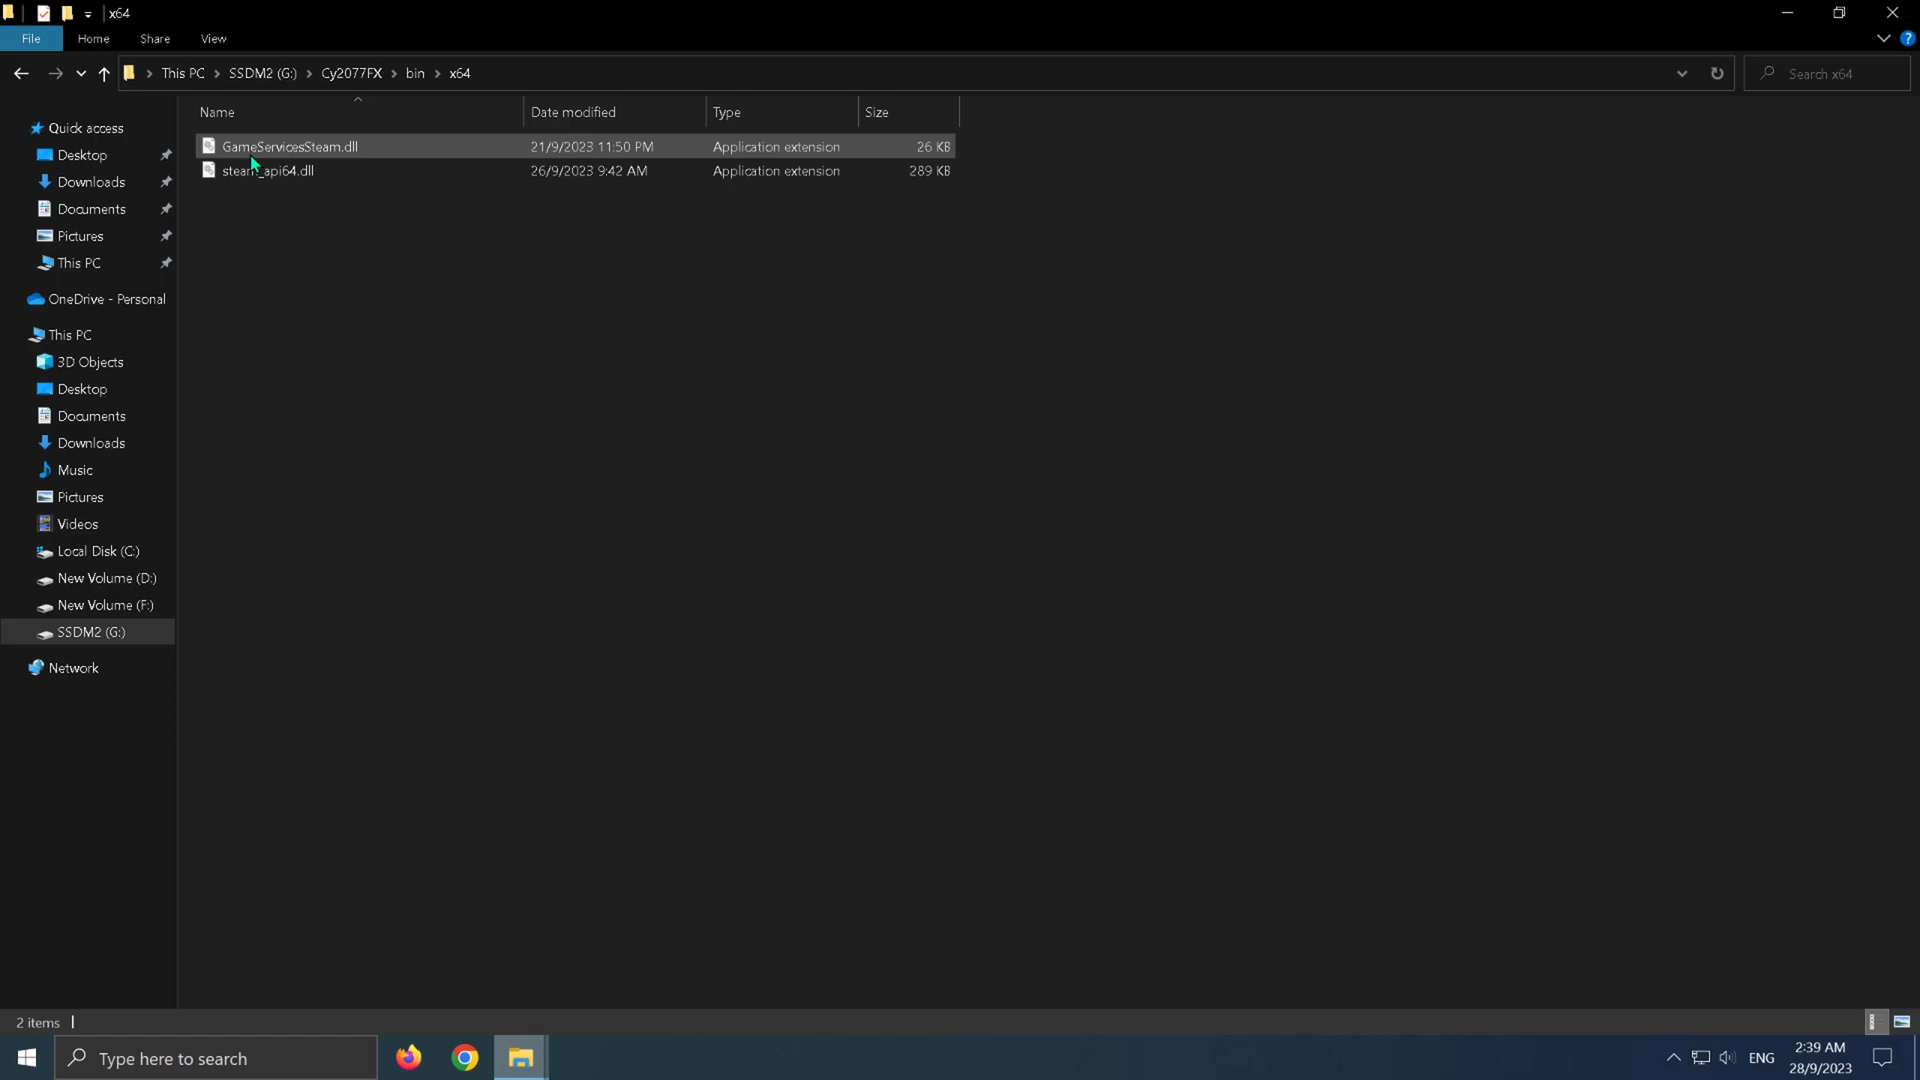 x64
File Home Share View
This PC SSDM2 (G:) Cy2077FX bin x64 Search x64
Name Date modified Type Size
GameServicesSteam.dll 21/9/2023 11:50 PM Application extension 26 KB
steam_api64.dll 26/9/2023 9:42 AM Application extension 289 KB
Quick access
Desktop
Downloads
Documents
Pictures
This PC
OneDrive - Personal
This PC
3D Objects
Desktop
Documents
Downloads
Music
Pictures
Videos
Local Disk (C:)
New Volume (D:)
New Volume (F:)
SSDM2 (G:)
Network
2 items
Type here to search
ENG
2:39 AM
28/9/2023